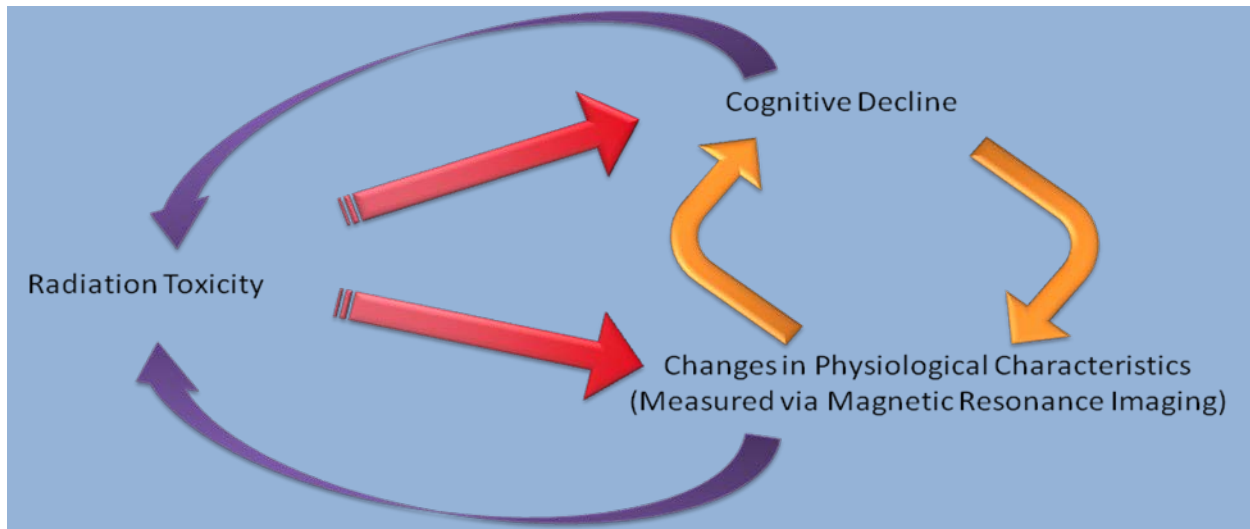 Cognitive Decline
Radiation Toxicity
Changes in Physiological Characteristics
(Measured via Magnetic Resonance Imaging)